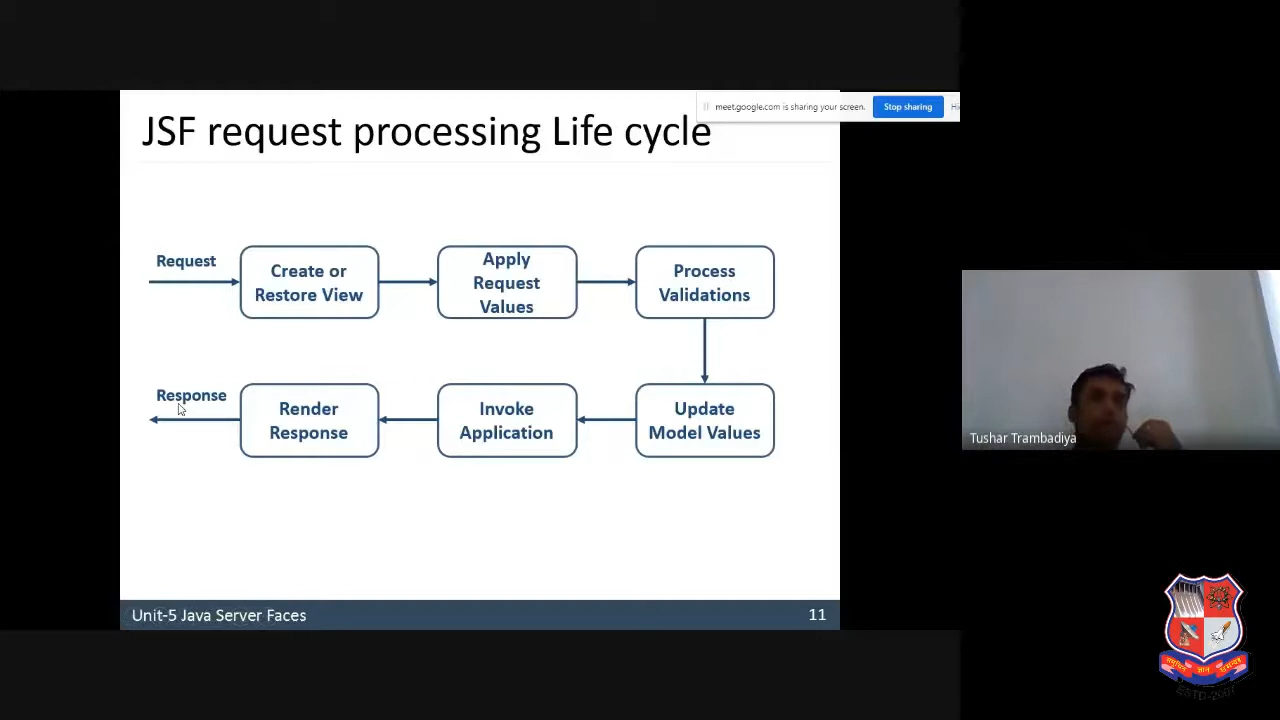 meet.google.com is sharing your screen.
Stop sharing
JSF request processing Life cycle
Request
Create or
Restore View
Apply
Request
Values
Process
Validations
Response
Render
Response
Invoke
Application
Update
Model Values
Tushar Trambadiya
Unit-5 Java Server Faces
11
ESTD-2007